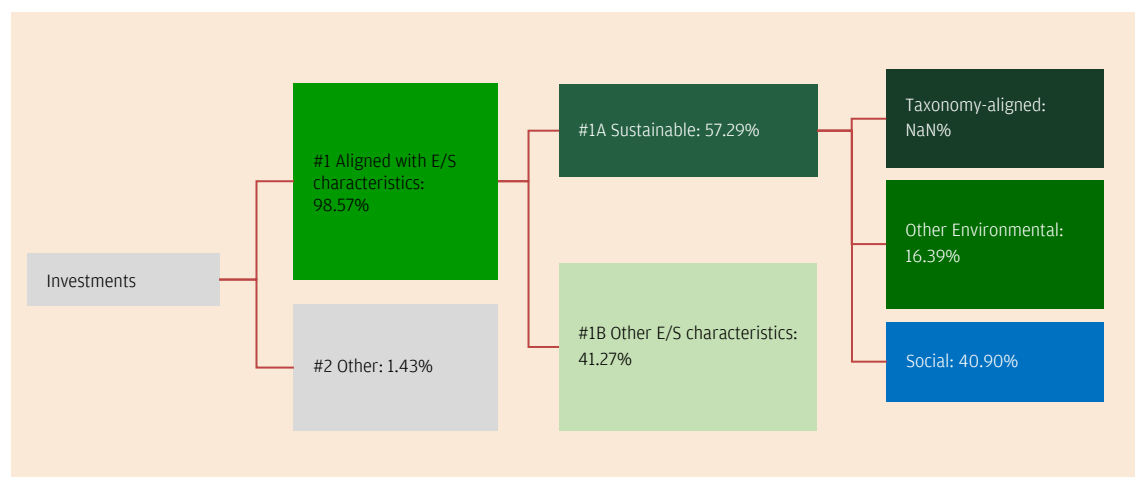 Investments
#1 Aligned with E/S
characteristics:
98.57%
#2 Other: 1.43%
#1A Sustainable: 57.29%
#1B Other E/S characteristics:
41.27%
Taxonomy-aligned:
NaN%
Other Environmental:
16.39%
Social: 40.90%